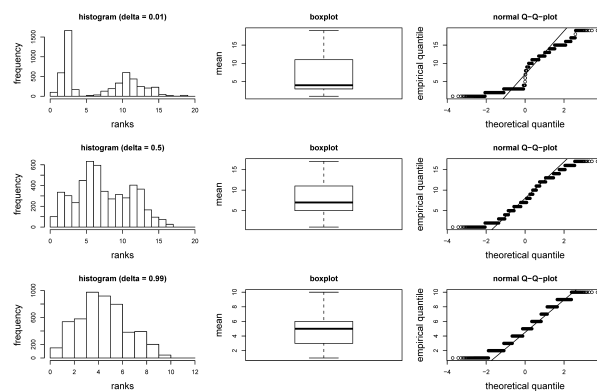 histogram (delta = 0.01)
frequency
0 500 1000 1500
0 5 10 15 20
ranks
boxplot
mean
5 10 15
normal Q−Q−plot
empirical quantile
5 10 15
−4 −2 0 2
theoretical quantile
histogram (delta = 0.5)
frequency
0 200 400 600
0 5 10 15 20
ranks
boxplot
mean
5 10 15
normal Q−Q−plot
empirical quantile
5 10 15
−4 −2 0 2
theoretical quantile
histogram (delta = 0.99)
frequency
0 200 600 1000
0 2 4 6 8 10 12
ranks
boxplot
mean
2 4 6 8 10
normal Q−Q−plot
empirical quantile
2 4 6 8 10
−4 −2 0 2
theoretical quantile